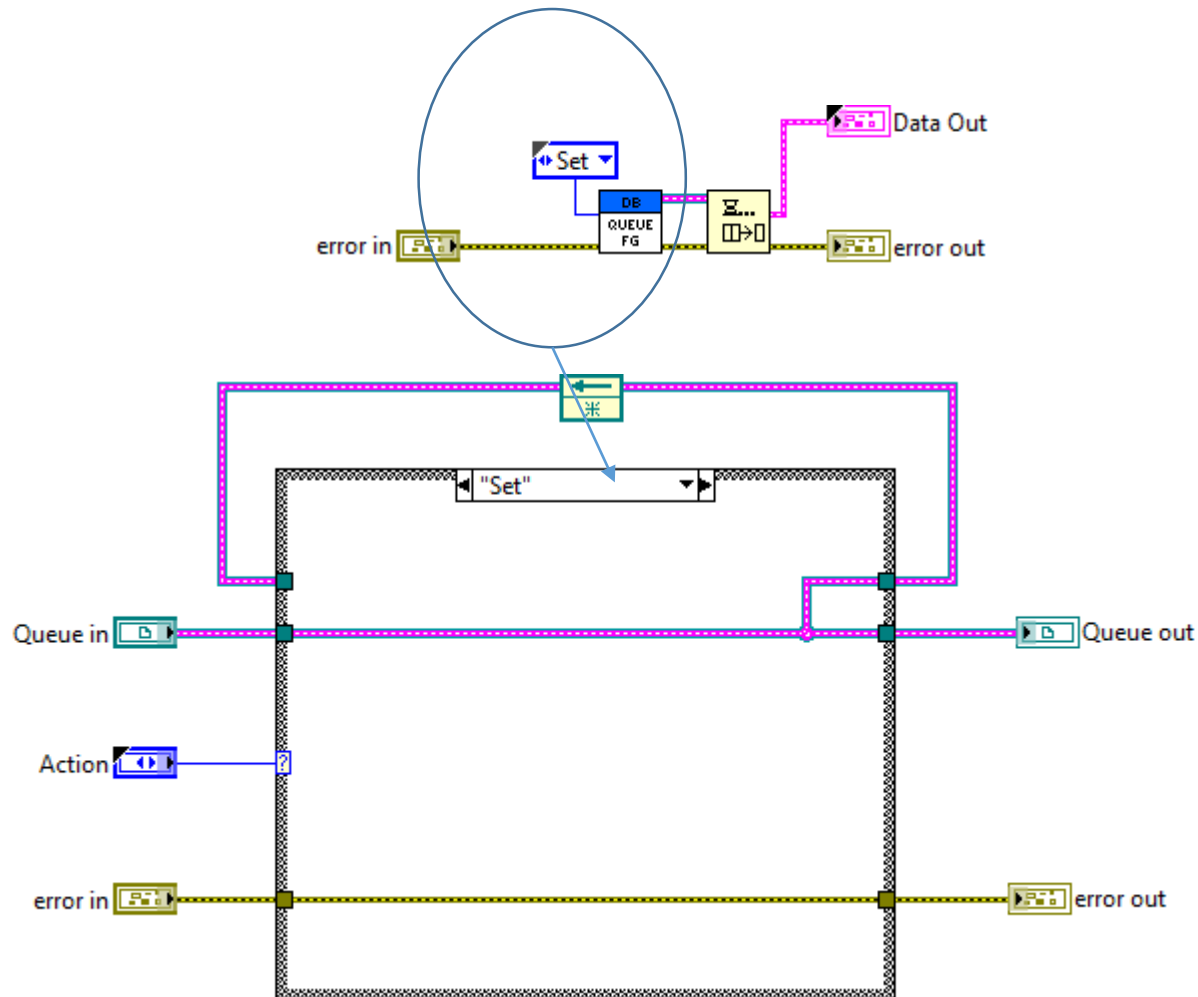 Data Out
Set
DB
QUEUE
FG
error in
error out
"Set"
Queue in
Queue out
Action
?
error in
error out